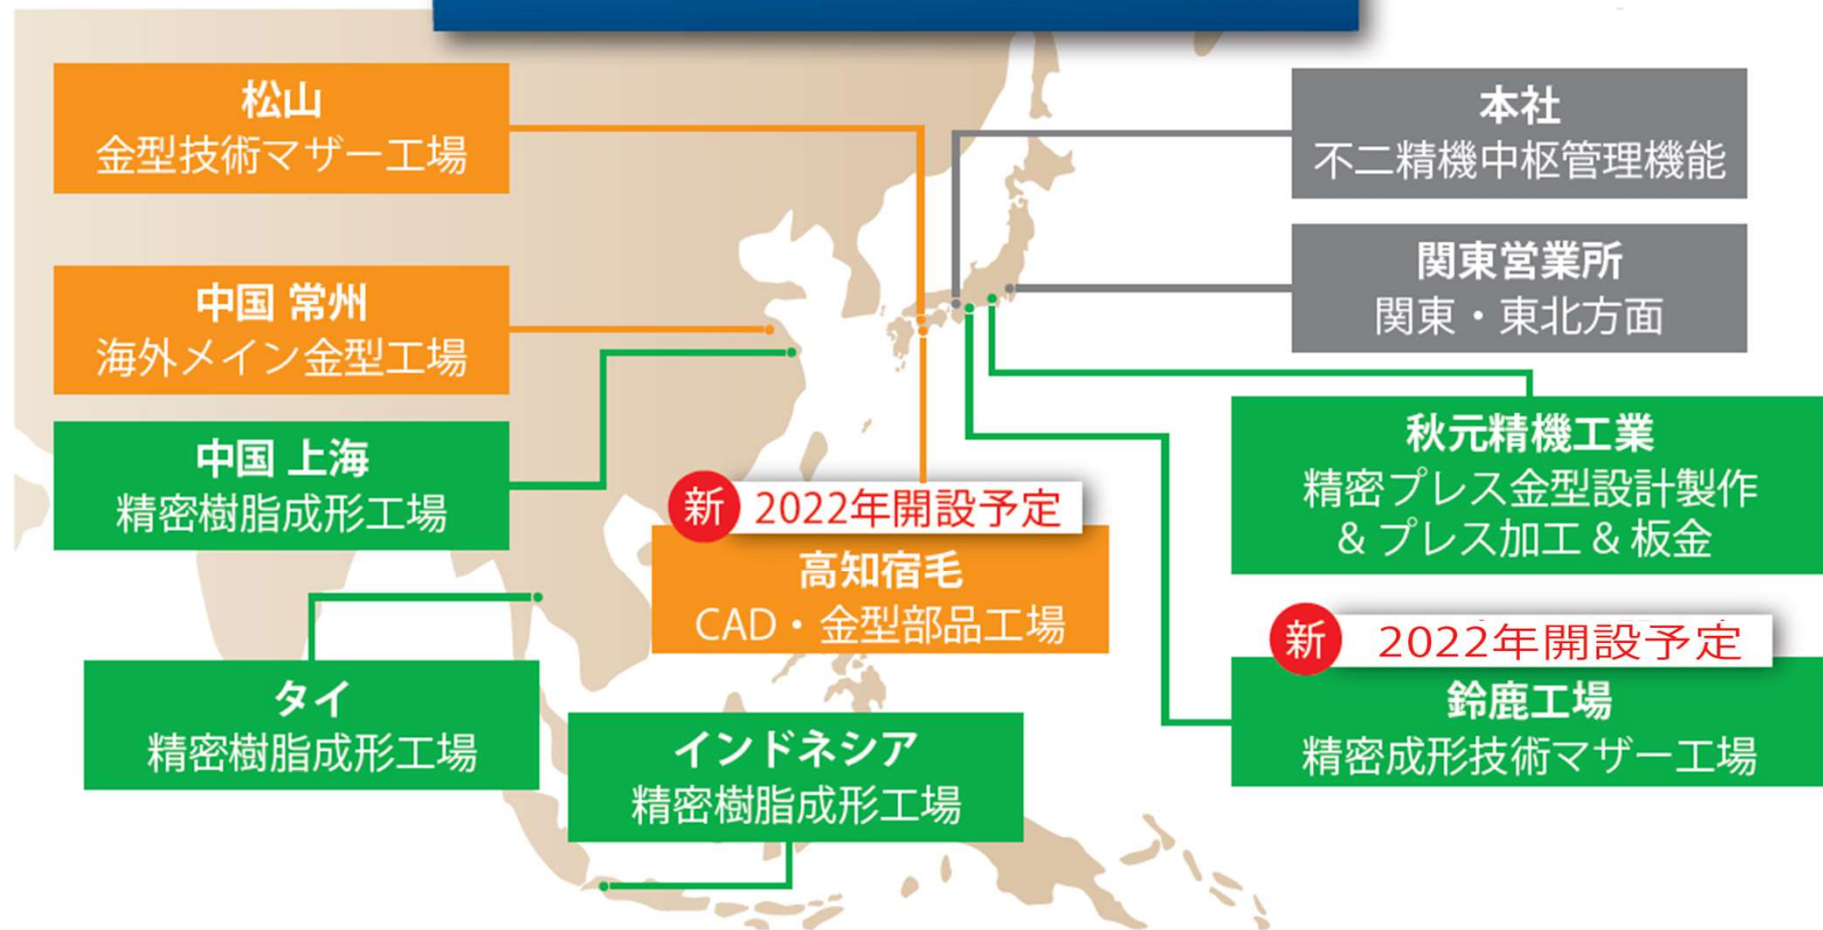 松山
金型技術マザー工場
本社
不二精機中枢管理機能
関東営業所
関東・東北方面
中国 常州
海外メイン金型工場
中国 上海
精密樹脂成形工場
秋元精機工業
精密プレス金型設計製作
& プレス加工 & 板金
新 2022年開設予定
高知宿毛
CAD・金型部品工場
新 2022年開設予定
鈴鹿工場
精密成形技術マザー工場
タイ
精密樹脂成形工場
インドネシア
精密樹脂成形工場